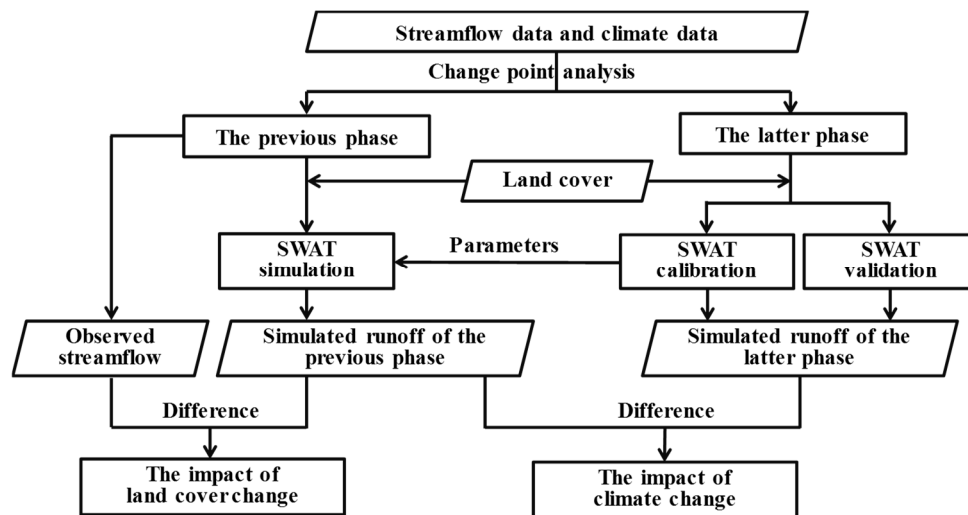 Streamflow data and climate data
Change point analysis
The previous phase
The latter phase
Land cover
SWAT
simulation
Parameters
SWAT
calibration
SWAT
validation
Observed
streamflow
Simulated runoff of the
previous phase
Simulated runoff of the
latter phase
Difference
Difference
The impact of
land cover change
The impact of
climate change